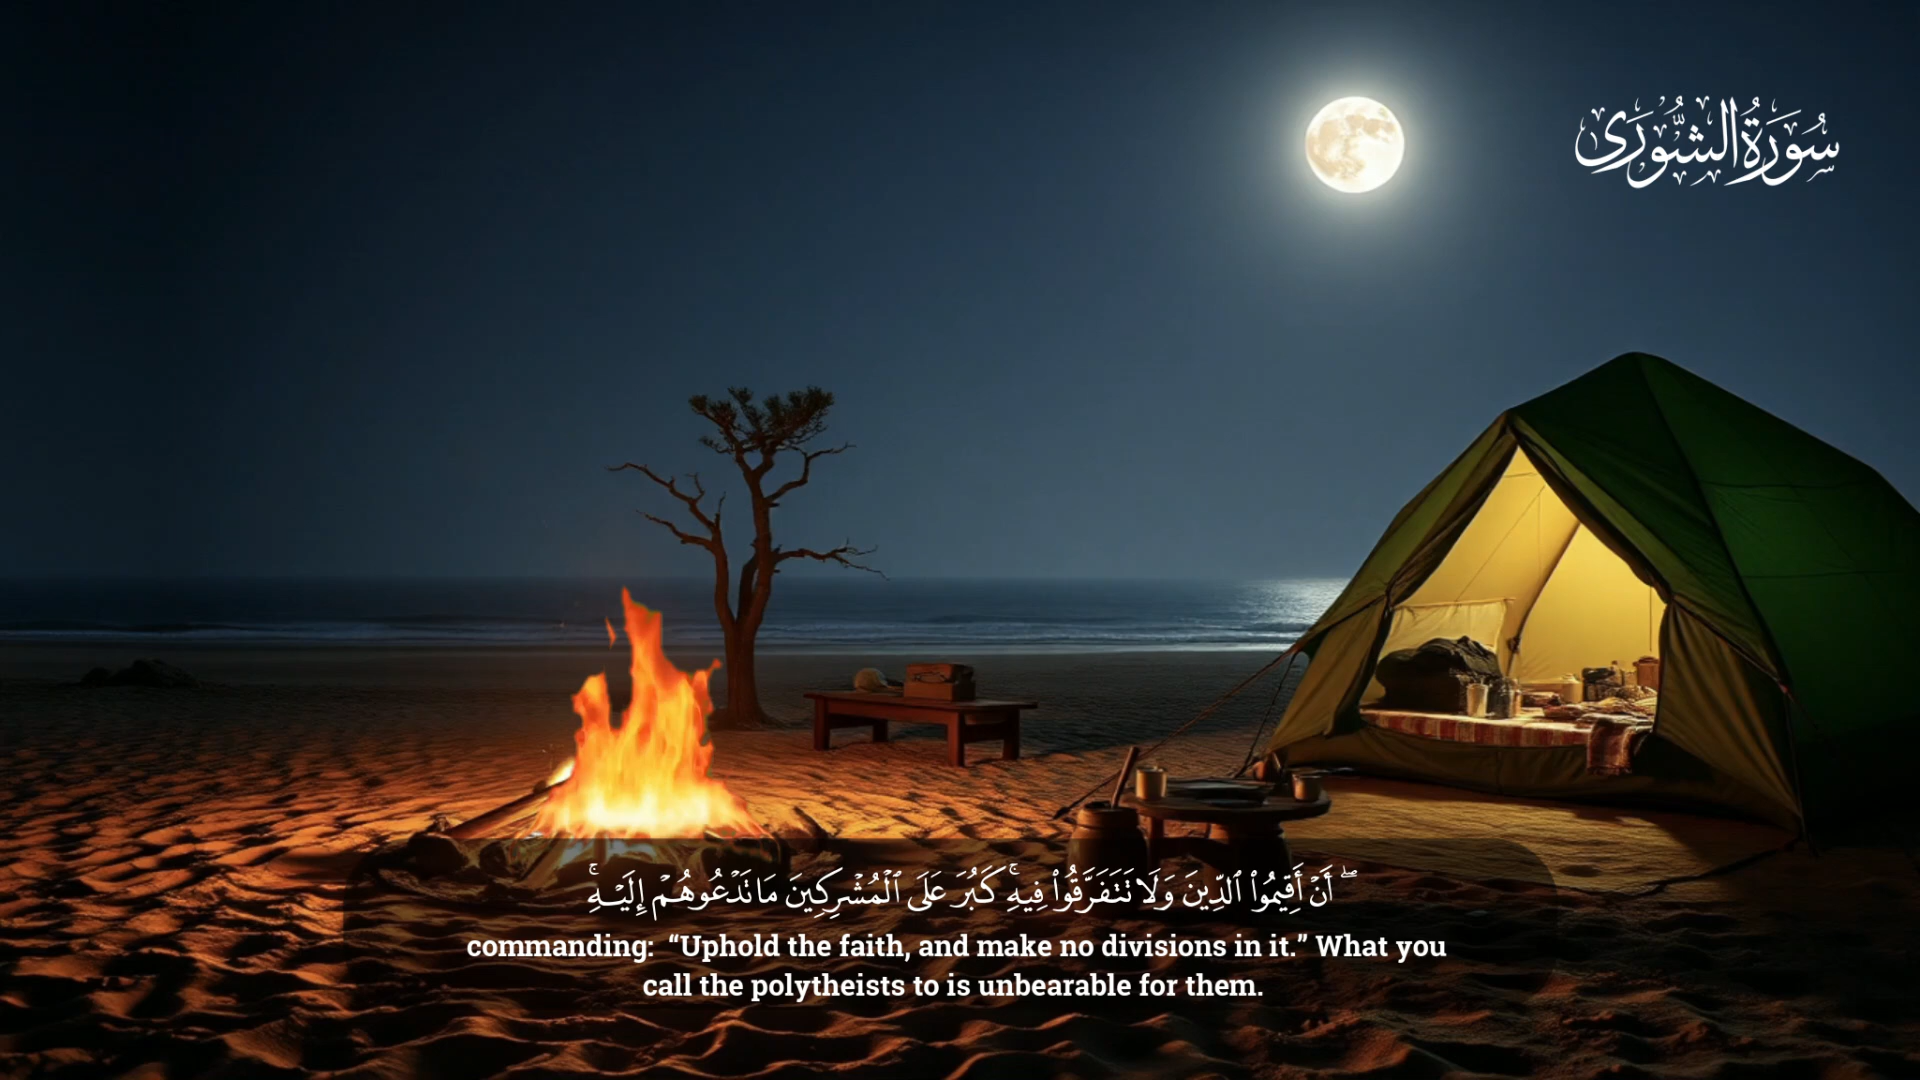 سُورَةُ الشُّورَى
ۖ أَنْ أَقِيمُوا۟ ٱلدِّينَ وَلَا تَتَفَرَّقُوا۟ فِيهِ ۚ كَبُرَ عَلَى ٱلْمُشْرِكِينَ مَا تَدْعُوهُمْ إِلَيْهِ ۚ
commanding: “Uphold the faith, and make no divisions in it.” What you
call the polytheists to is unbearable for them.